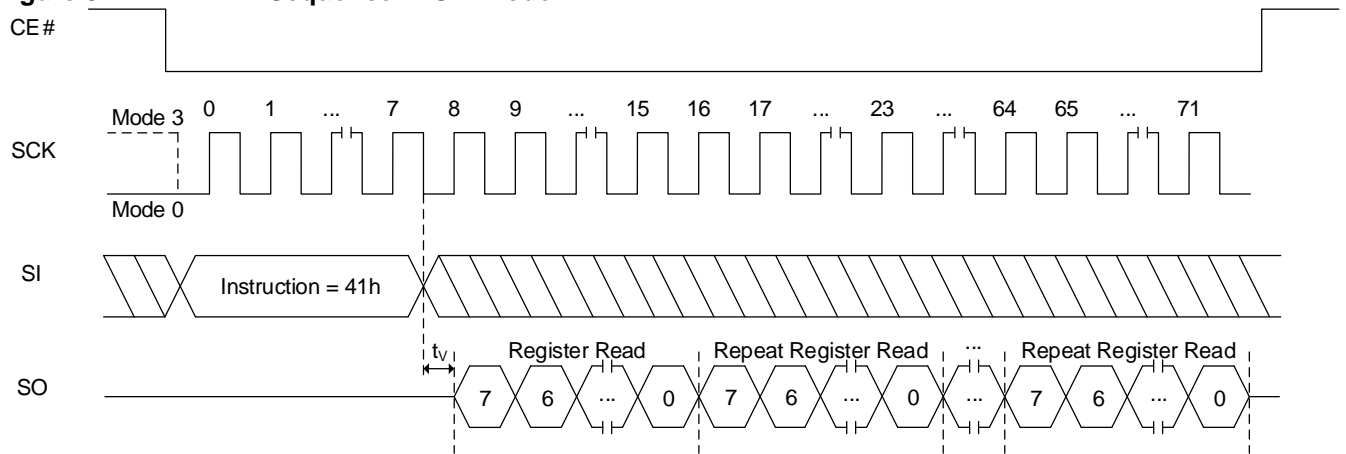 CE#
0 1 ... 7 8 9 ... 15 16 17 ... 23 ... 64 65 ... 71
Mode 3
SCK
Mode 0
SI
Instruction = 41h
tV
Register Read
Repeat Register Read
...
Repeat Register Read
SO
7 6 ... 0 7 6 ... 0 ... 7 6 ... 0